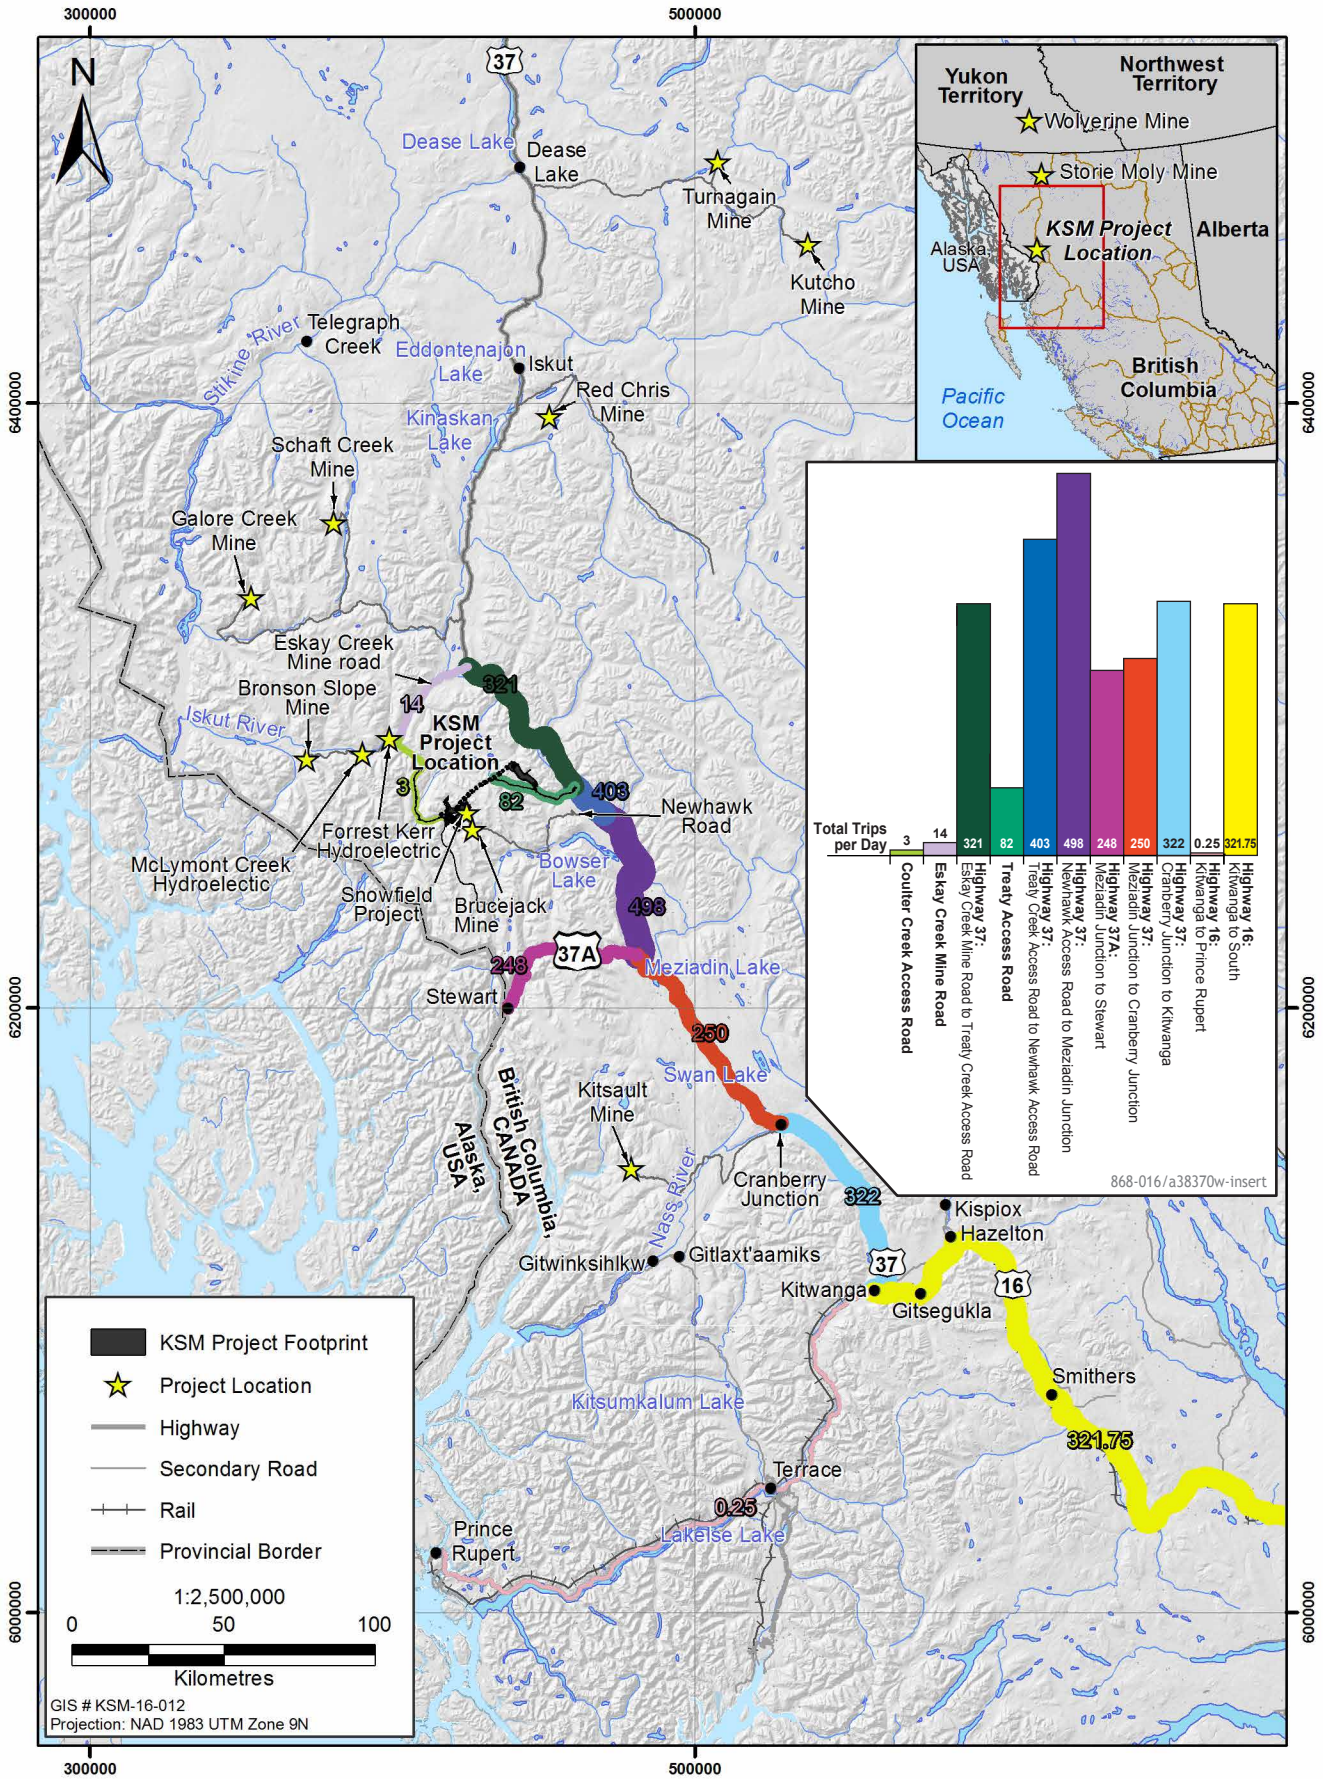 300000
500000
N
37
Dease Lake
Dease
Lake
Turnagain
Mine
Kutcho
Mine
Yukon
Territory
Northwest
Territory
Wolverine Mine
Storie Moly Mine
KSM Project
Location
Alberta
Alaska,
USA
British
Columbia
Pacific
Ocean
Stikine River
Telegraph
Creek
Eddontenajon
Lake
Iskut
Red Chris
Mine
Kinaskan
Lake
6400000
6400000
Schaft Creek
Mine
Galore Creek
Mine
Eskay Creek
Mine road
Bronson Slope
Mine
Iskut River
14
321
KSM
Project
Location
3
82
403
Newhawk
Road
Forrest Kerr
Hydroelectric
McLymont Creek
Hydroelectic
Snowfield
Project
Brucejack
Mine
Bowser
Lake
498
37A
248
Meziadin Lake
Stewart
250
6200000
6200000
Swan Lake
Kitsault
Mine
British Columbia,
CANADA
Alaska,
USA
Cranberry
Junction
Nass River
322
Gitwinksihlkw
Gitlaxt'aamiks
37
Kitwanga
Gitsegukla
Kispiox
Hazelton
16
Smithers
321.75
Kitsumkalum Lake
Terrace
0.25
Lakelse Lake
Prince
Rupert
6000000
6000000
Total Trips
per Day
3
14
321
82
403
498
248
250
322
0.25
321.75
Coulter Creek Access Road
Eskay Creek Mine Road
Highway 37:
Eskay Creek Mine Road to Treaty Creek Access Road
Treaty Access Road
Highway 37:
Treaty Creek Access Road to Newhawk Access Road
Highway 37:
Newhawk Access Road to Meziadin Junction
Highway 37A:
Meziadin Junction to Stewart
Highway 37:
Meziadin Junction to Cranberry Junction
Highway 37:
Cranberry Junction to Kitwanga
Highway 16:
Kitwanga to Prince Rupert
Highway 16:
Kitwanga to South
868-016/a38370w-insert
KSM Project Footprint
Project Location
Highway
Secondary Road
Rail
Provincial Border
1:2,500,000
0
50
100
Kilometres
GIS # KSM-16-012
Projection: NAD 1983 UTM Zone 9N
300000
500000